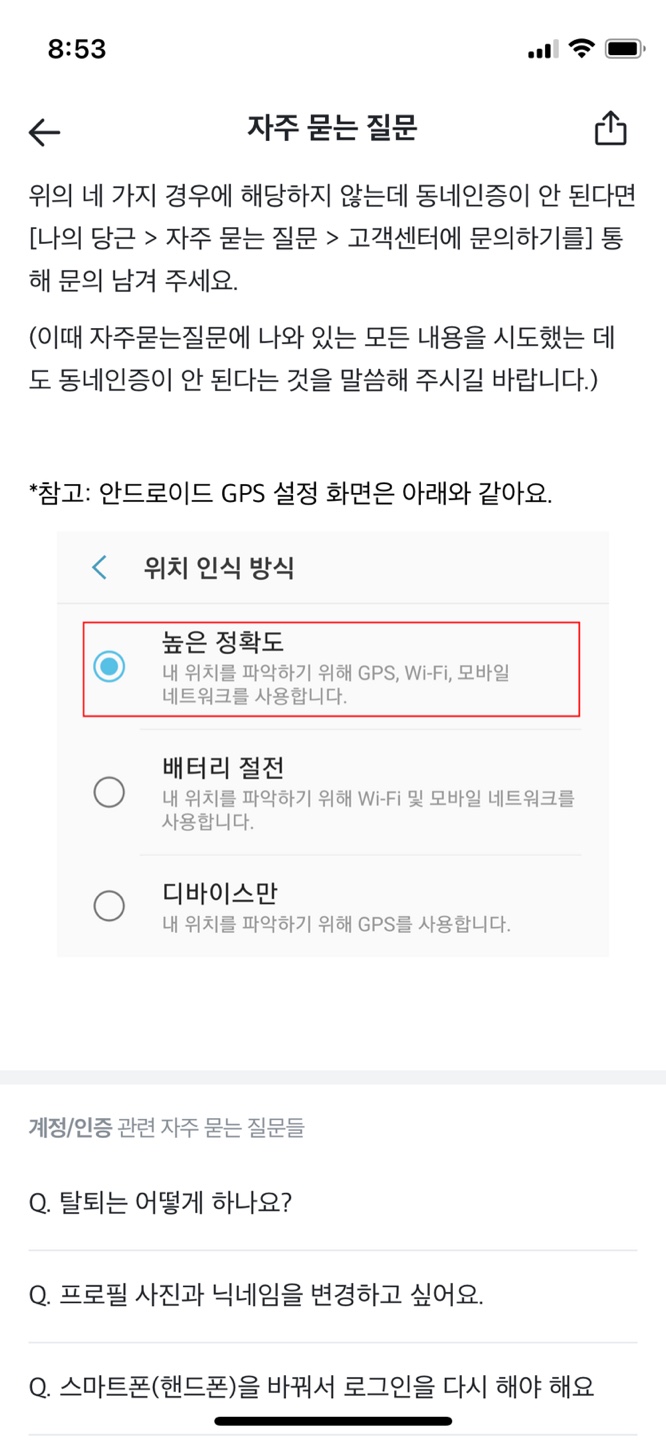 8:53
자주 묻는 질문
위의 네 가지 경우에 해당하지 않는데 동네인증이 안 된다면
[나의 당근 > 자주 묻는 질문 > 고객센터에 문의하기를] 통
해 문의 남겨 주세요.
(이때 자주묻는질문에 나와 있는 모든 내용을 시도했는 데
도 동네인증이 안 된다는 것을 말씀해 주시길 바랍니다.)
*참고: 안드로이드 GPS 설정 화면은 아래와 같아요.
위치 인식 방식
높은 정확도
내 위치를 파악하기 위해 GPS, Wi-Fi, 모바일
네트워크를 사용합니다.
배터리 절전
내 위치를 파악하기 위해 Wi-Fi 및 모바일 네트워크를
사용합니다.
디바이스만
내 위치를 파악하기 위해 GPS를 사용합니다.
계정/인증 관련 자주 묻는 질문들
Q. 탈퇴는 어떻게 하나요?
Q. 프로필 사진과 닉네임을 변경하고 싶어요.
Q. 스마트폰(핸드폰)을 바꿔서 로그인을 다시 해야 해요